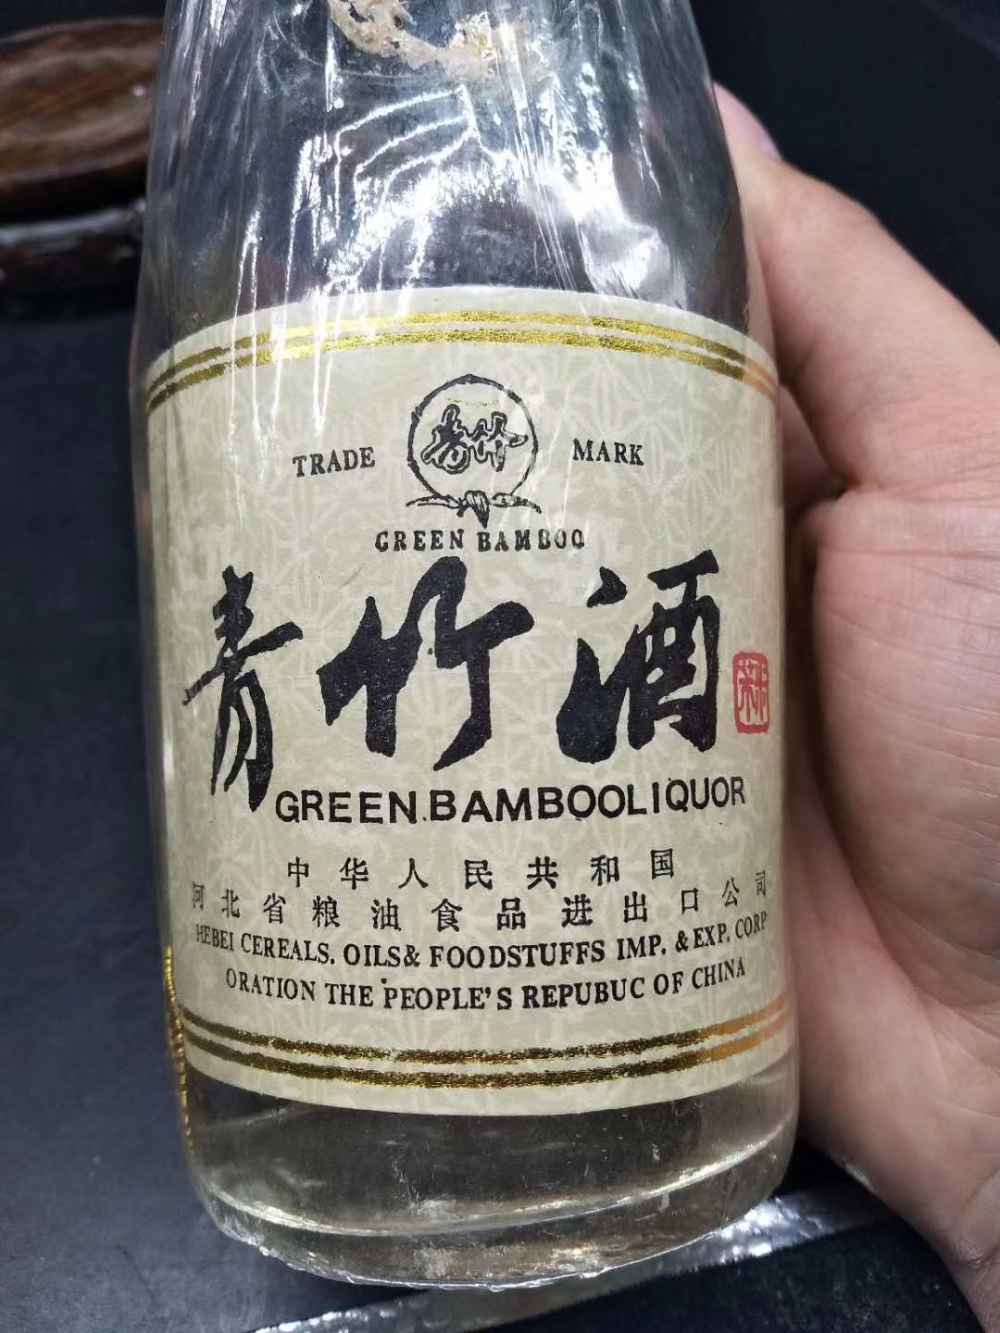 TRADE 青竹 MARK
GREEN BAMBOO
青竹酒
GREEN.BAMBOOLIQUOR
中华人民共和国
河北省粮油食品进出口公司
HEBEI CEREALS. OILS& FOODSTUFFS IMP. & EXP. CORP
ORATION THE PEOPLE'S REPUBUC OF CHINA